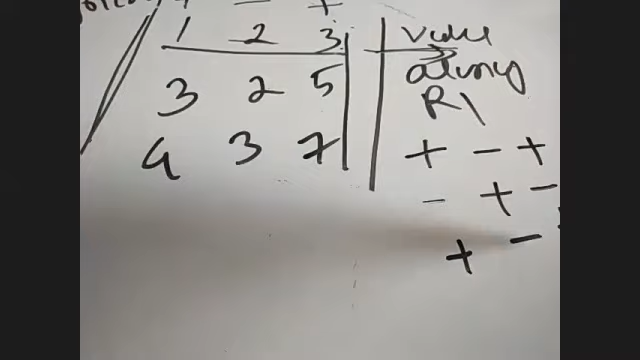 - +
1 2 3
3 2 5
4 3 7
value
along
R1
+ - +
- + -
+ -